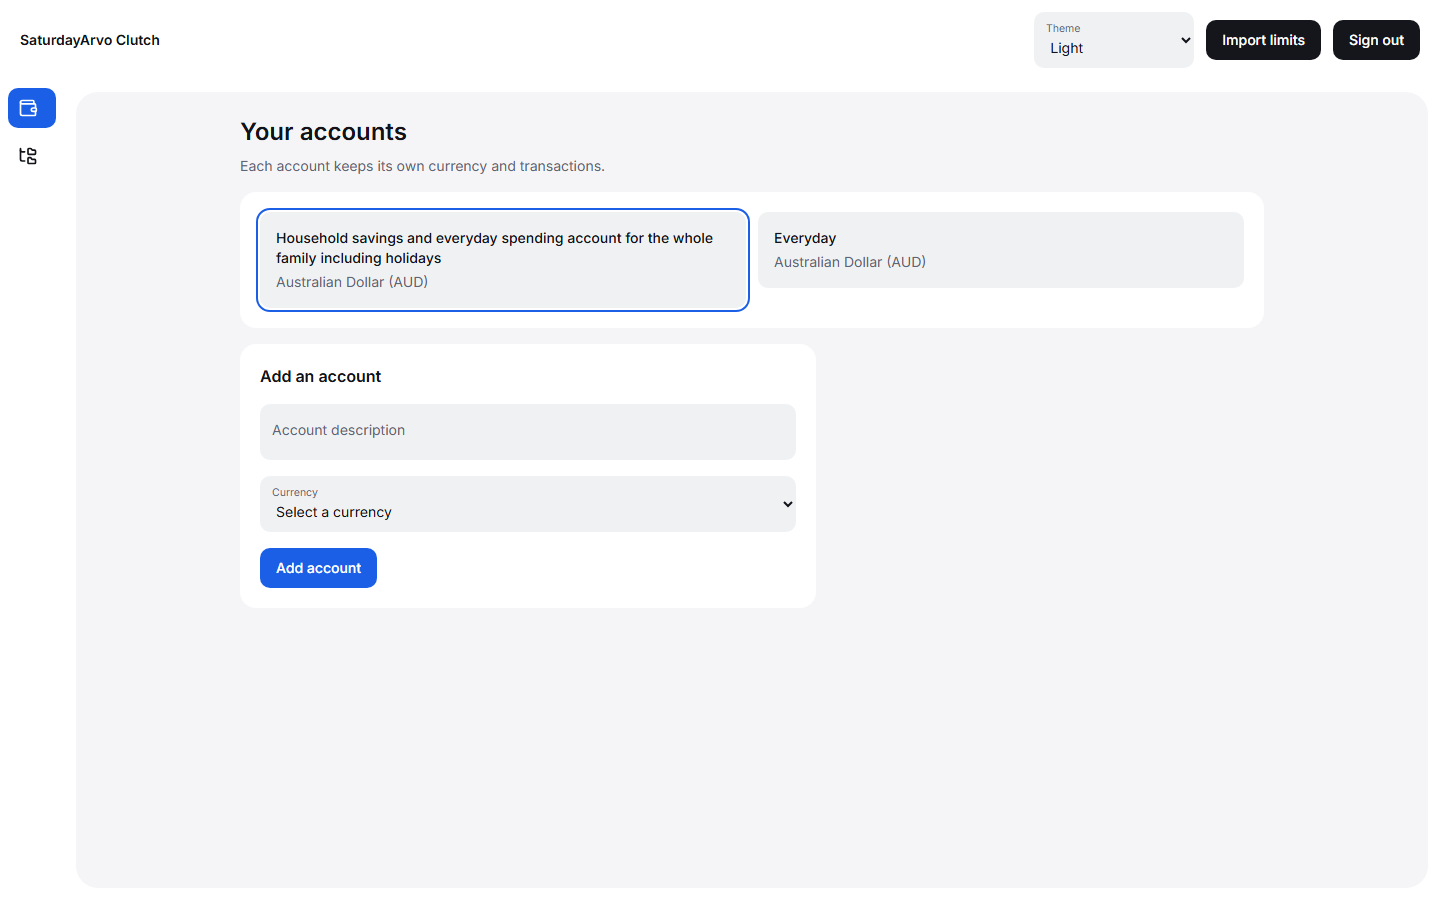 SaturdayArvo Clutch
Theme
Light
Import limits
Sign out
Your accounts
Each account keeps its own currency and transactions.
Household savings and everyday spending account for the whole
family including holidays
Australian Dollar (AUD)
Everyday
Australian Dollar (AUD)
Add an account
Account description
Currency
Select a currency
Add account